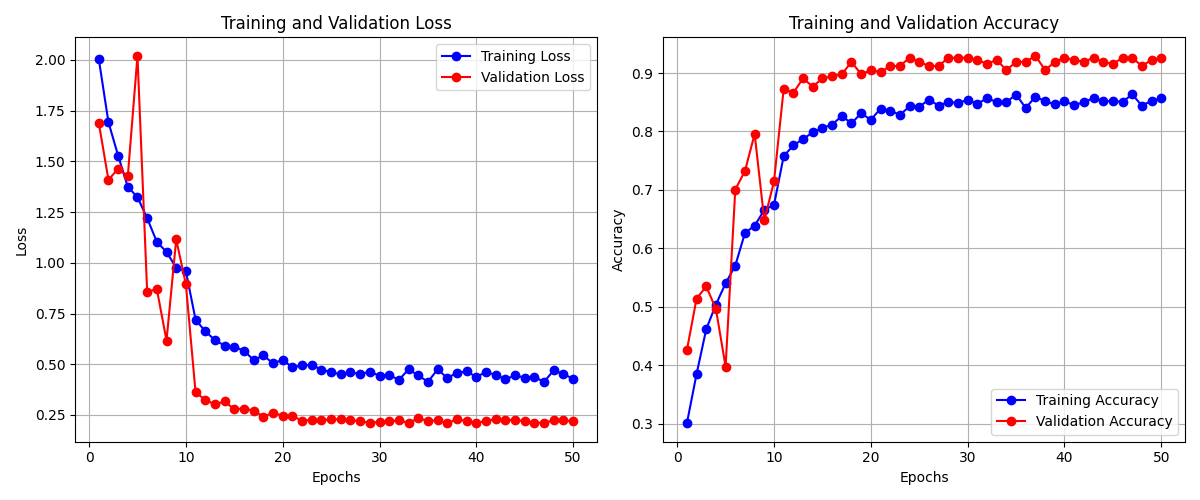 Training and Validation Loss
2.00
1.75
1.50
1.25
1.00
0.75
0.50
0.25
Loss
0 10 20 30 40 50
Epochs
Training Loss
Validation Loss
Training and Validation Accuracy
0.9
0.8
0.7
0.6
0.5
0.4
0.3
Accuracy
0 10 20 30 40 50
Epochs
Training Accuracy
Validation Accuracy